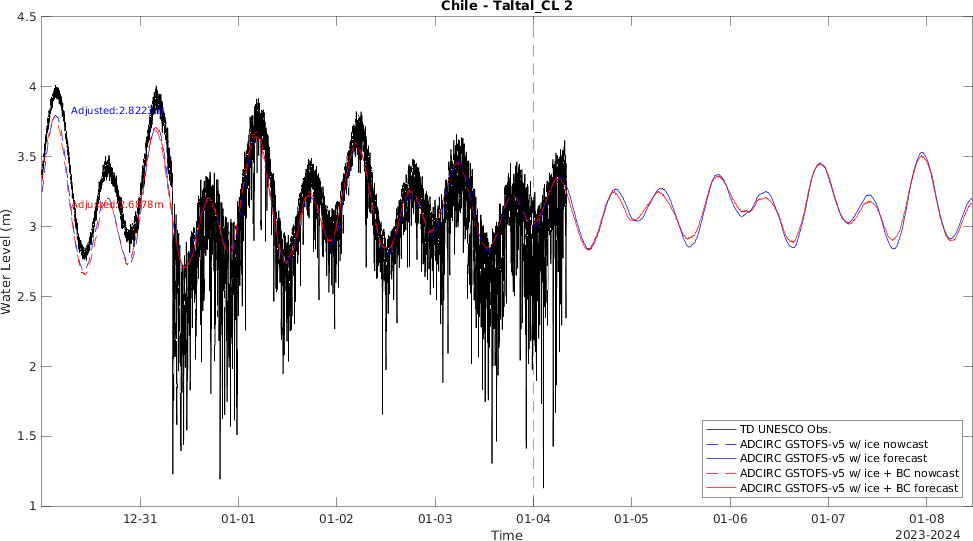 Chile - Taltal_CL 2
4.5
4
3.5
3
2.5
2
1.5
1
Water Level (m)
Adjusted:2.8223m
Adjusted:2.6878m
12-31
01-01
01-02
01-03
01-04
01-05
01-06
01-07
01-08
Time
2023-2024
TD UNESCO Obs.
ADCIRC GSTOFS-v5 w/ ice nowcast
ADCIRC GSTOFS-v5 w/ ice forecast
ADCIRC GSTOFS-v5 w/ ice + BC nowcast
ADCIRC GSTOFS-v5 w/ ice + BC forecast